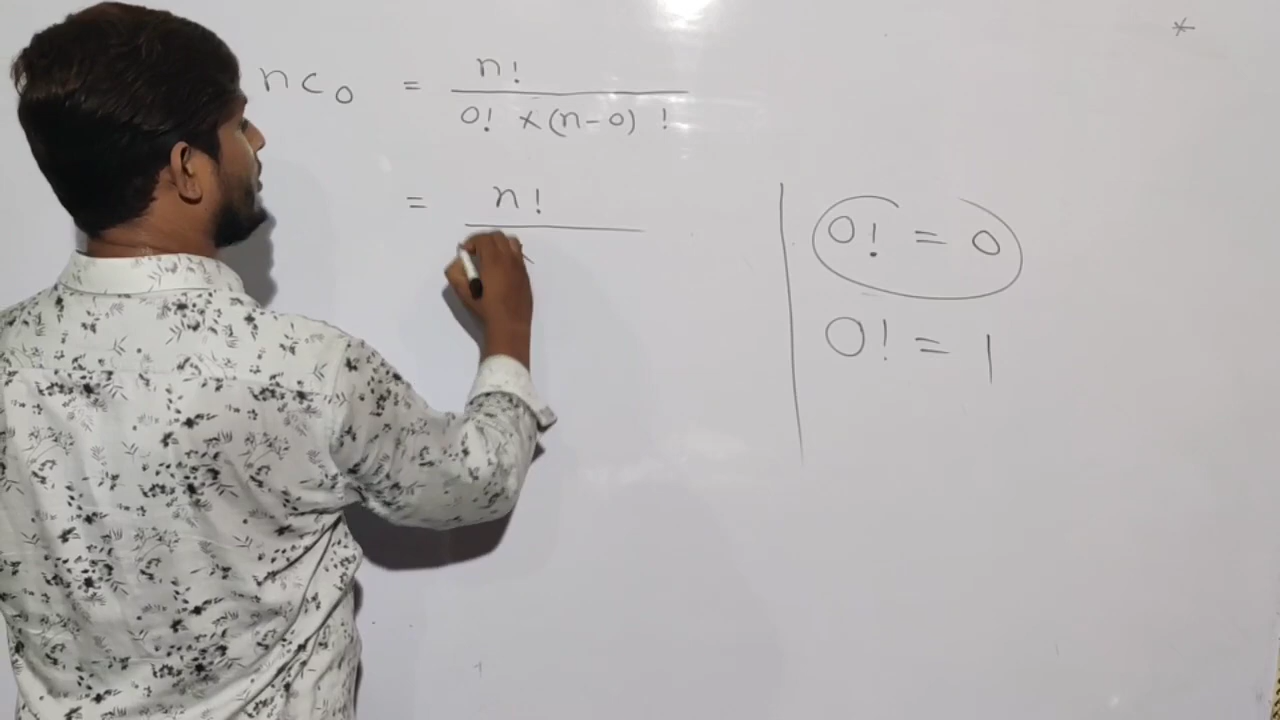 nc₀ = n! / 0! × (n-0) !
= n! /
0! = 0
0! = 1
*